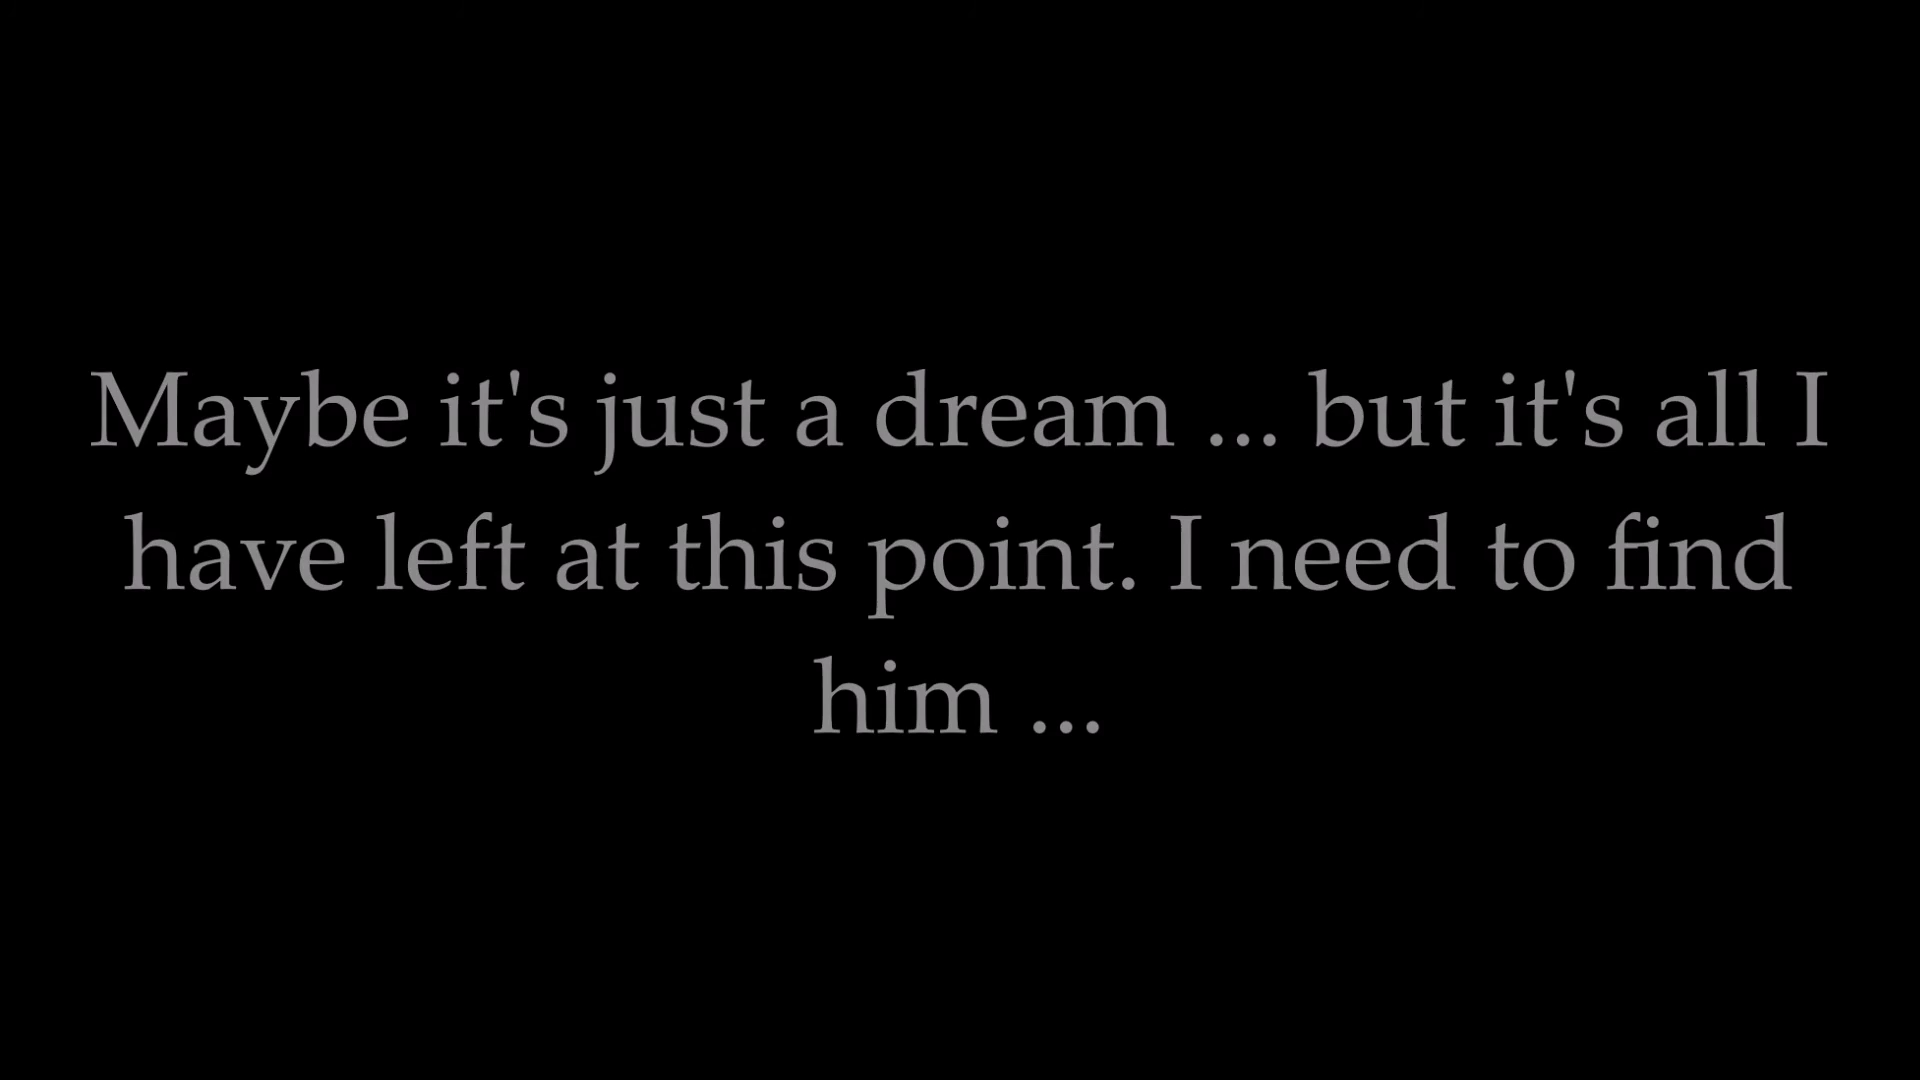 Maybe it's just a dream ... but it's all I
have left at this point. I need to find
him ...